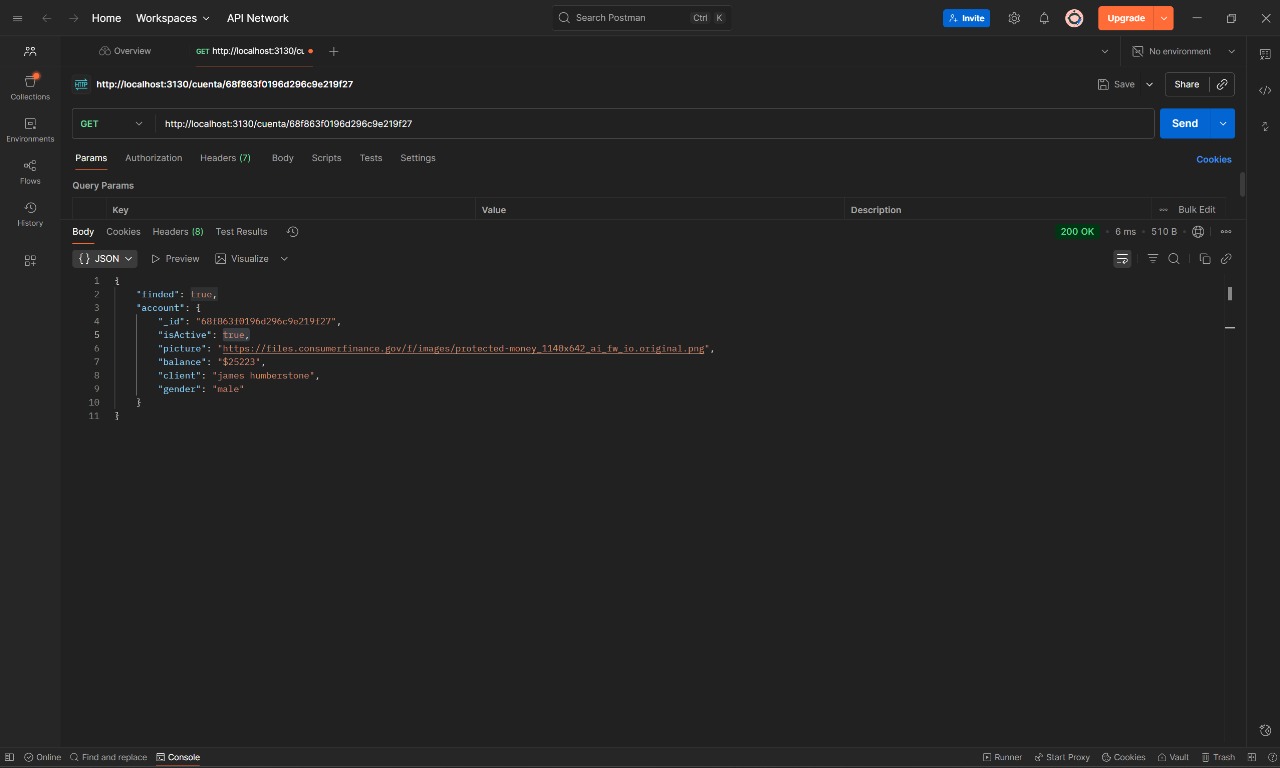 Home Workspaces API Network Search Postman Ctrl K Invite Upgrade
Overview GET http://localhost:3130/cu No environment
HTTP http://localhost:3130/cuenta/68f863f0196d296c9e219f27 Save Share
GET http://localhost:3130/cuenta/68f863f0196d296c9e219f27 Send
Params Authorization Headers (7) Body Scripts Tests Settings Cookies
Query Params
Key Value Description Bulk Edit
Body Cookies Headers (8) Test Results 200 OK 6 ms 510 B
{} JSON Preview Visualize
1 {
2 "finded": true,
3 "account": {
4 "_id": "68f863f0196d296c9e219f27",
5 "isActive": true,
6 "picture": "https://files.consumerfinance.gov/f/images/protected-money_1140x642_ai_fw_io.original.png",
7 "balance": "$25223",
8 "client": "james humberstone",
9 "gender": "male"
10 }
11 }
Collections
Environments
Flows
History
Online Find and replace Console Runner Start Proxy Cookies Vault Trash